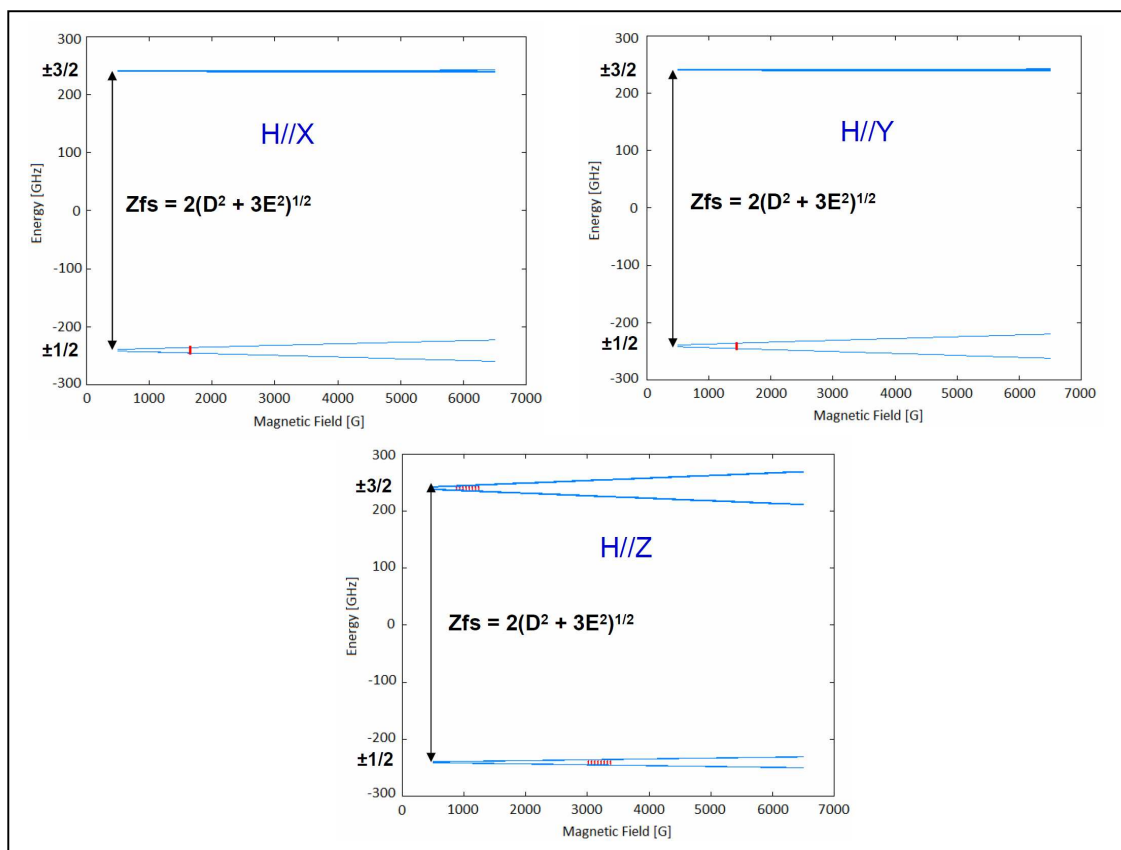 300
±3/2
200
H//X
100
Zfs = 2(D² + 3E²)¹/²
0
Energy [GHz]
-100
-200
±1/2
-300
0 1000 2000 3000 4000 5000 6000 7000
Magnetic Field [G]
300
±3/2
200
H//Y
100
Zfs = 2(D² + 3E²)¹/²
0
Energy [GHz]
-100
-200
±1/2
-300
0 1000 2000 3000 4000 5000 6000 7000
Magnetic Field [G]
300
±3/2
200
H//Z
100
Zfs = 2(D² + 3E²)¹/²
0
Energy [GHz]
-100
-200
±1/2
-300
0 1000 2000 3000 4000 5000 6000 7000
Magnetic Field [G]